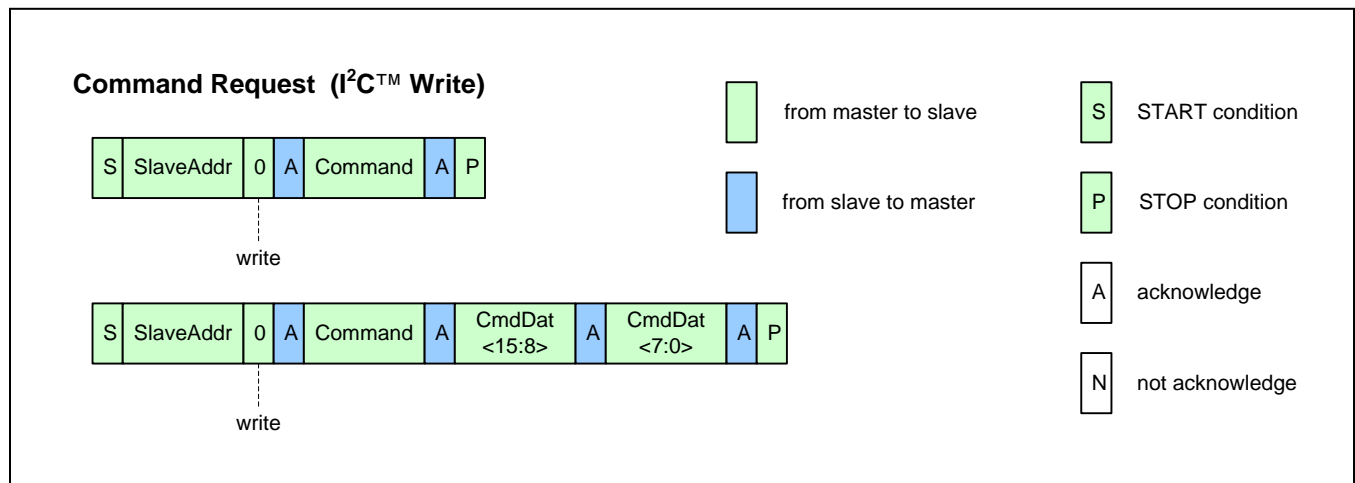 Command Request (I²C™ Write)
from master to slave
S START condition
S SlaveAddr 0 A Command A P
from slave to master
P STOP condition
write
A acknowledge
S SlaveAddr 0 A Command A CmdDat <15:8> A CmdDat <7:0> A P
N not acknowledge
write